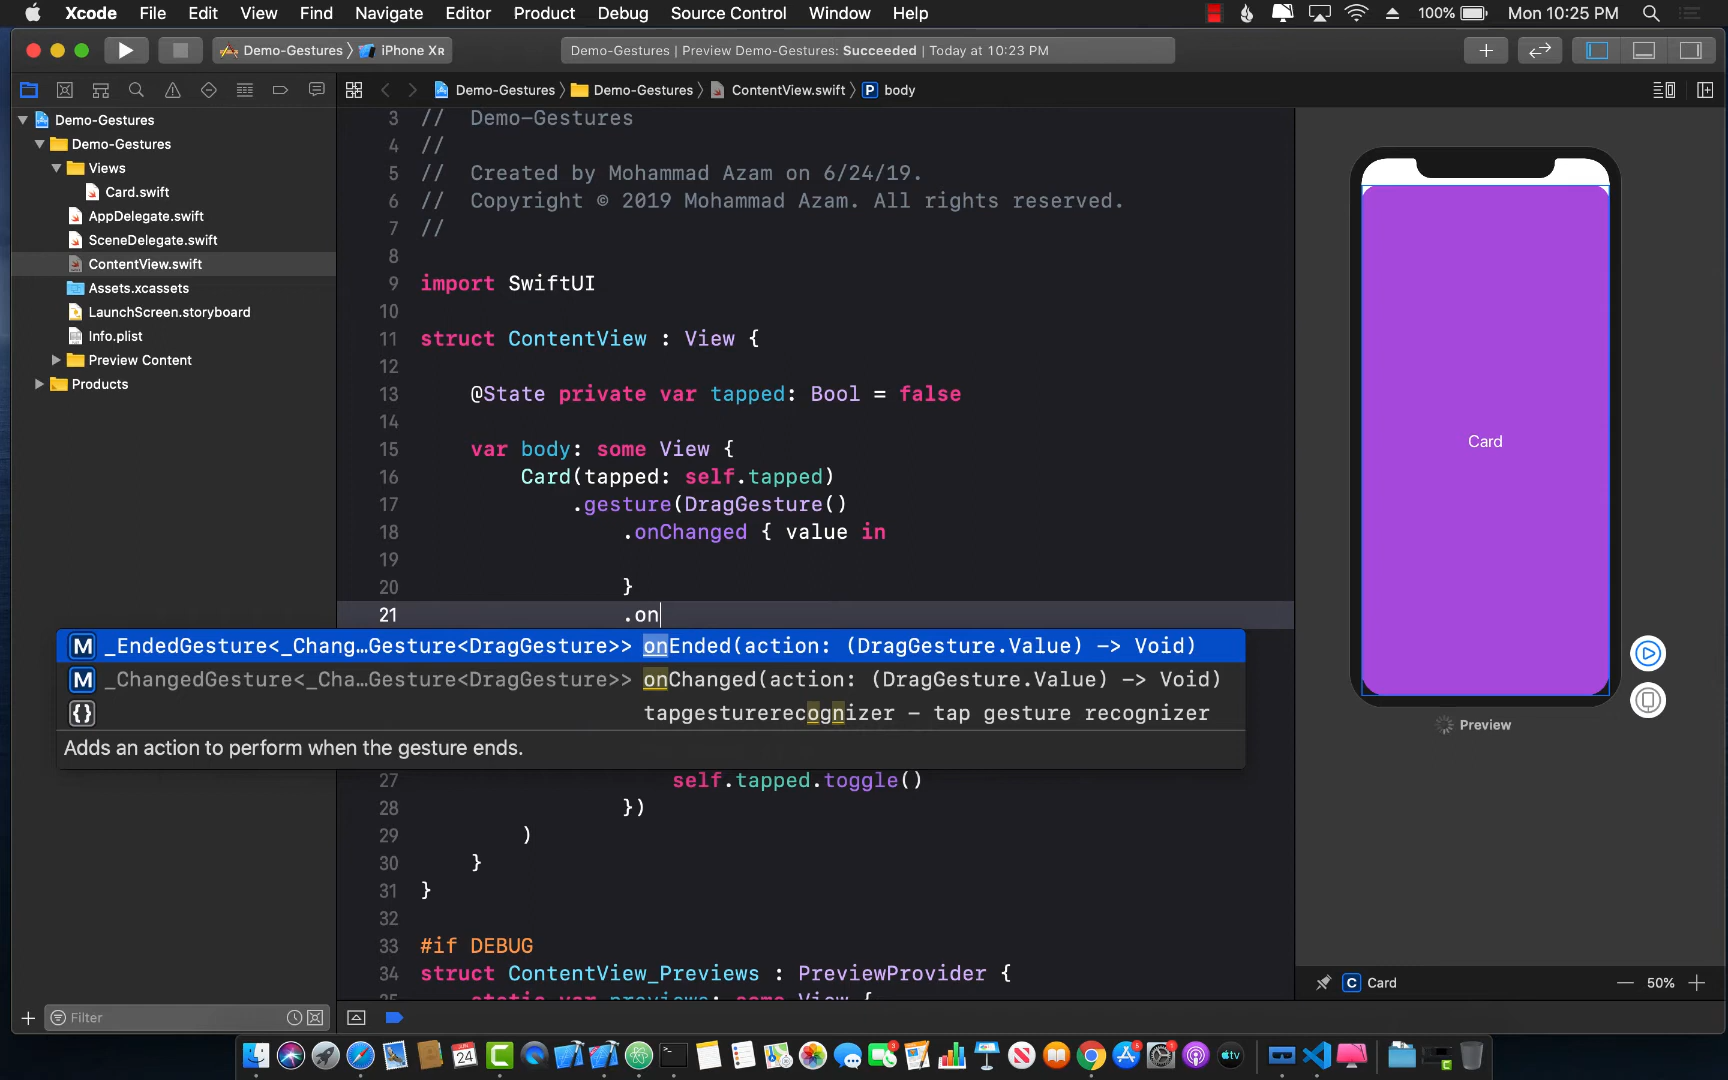 Xcode File Edit View Find Navigate Editor Product Debug Source Control Window Help 100% Mon 10:25 PM
Demo-Gestures iPhone XR Demo-Gestures | Preview Demo-Gestures: Succeeded | Today at 10:23 PM
Demo-Gestures Demo-Gestures ContentView.swift P body
Demo-Gestures
Demo-Gestures
Views
Card.swift
AppDelegate.swift
SceneDelegate.swift
ContentView.swift
Assets.xcassets
LaunchScreen.storyboard
Info.plist
Preview Content
Products
Filter
3 // Demo-Gestures
4 //
5 // Created by Mohammad Azam on 6/24/19.
6 // Copyright © 2019 Mohammad Azam. All rights reserved.
7 //
8
9 import SwiftUI
10
11 struct ContentView : View {
12
13 @State private var tapped: Bool = false
14
15 var body: some View {
16 Card(tapped: self.tapped)
17 .gesture(DragGesture()
18 .onChanged { value in
19
20 }
21 .on
M _EndedGesture<_Chang…Gesture<DragGesture>> onEnded(action: (DragGesture.Value) -> Void)
M _ChangedGesture<_Cha…Gesture<DragGesture>> onChanged(action: (DragGesture.Value) -> Void)
{} tapgesturerecognizer – tap gesture recognizer
Adds an action to perform when the gesture ends.
27 self.tapped.toggle()
28 })
29 )
30 }
31 }
32
33 #if DEBUG
34 struct ContentView_Previews : PreviewProvider {
static var previews: some View {
Card
Preview
C Card
50%